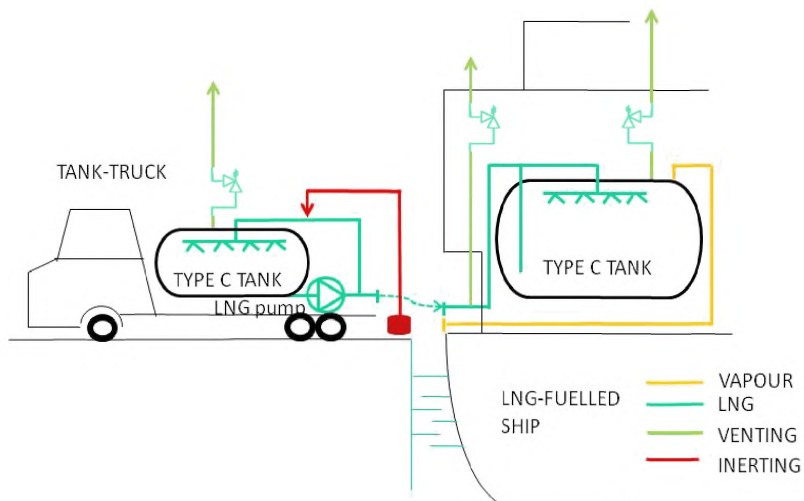 TANK-TRUCK
TYPE C TANK
LNG pump
TYPE C TANK
LNG-FUELLED
SHIP
VAPOUR
LNG
VENTING
INERTING